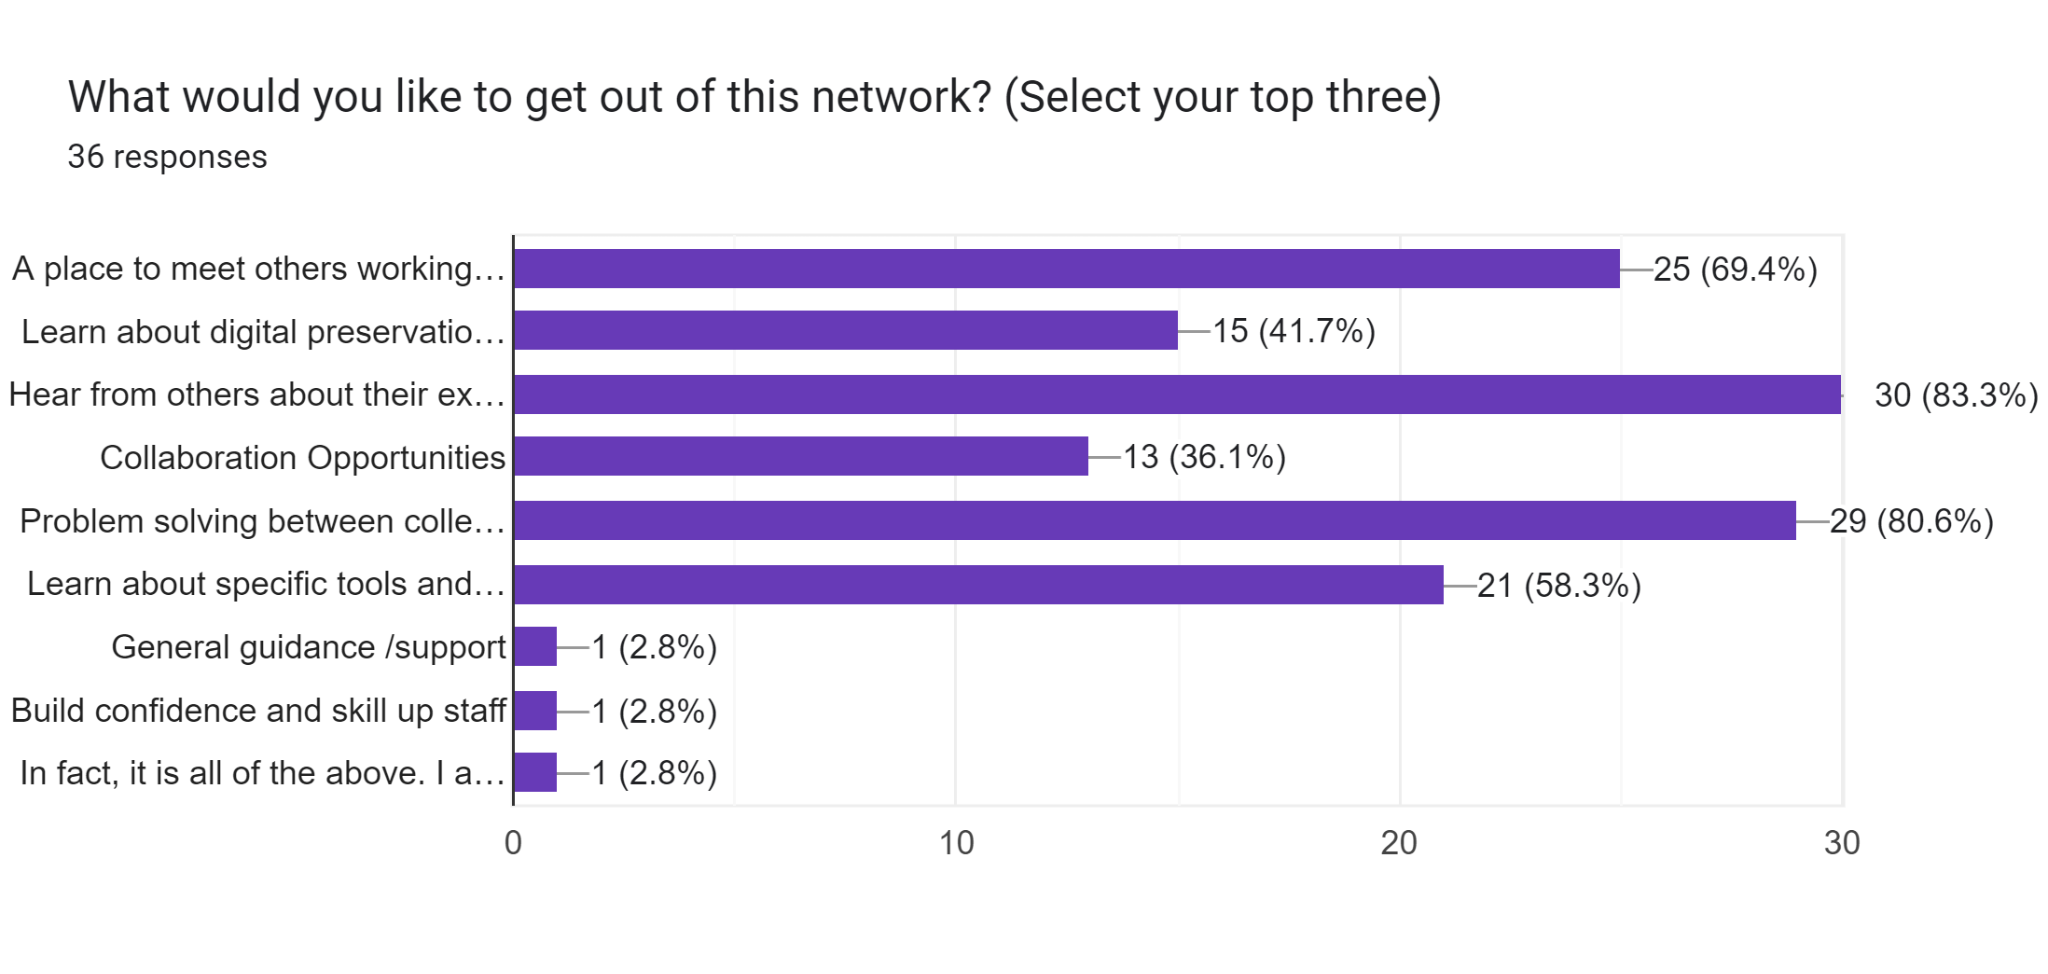 What would you like to get out of this network? (Select your top three)
36 responses
A place to meet others working… 25 (69.4%)
Learn about digital preservatio… 15 (41.7%)
Hear from others about their ex… 30 (83.3%)
Collaboration Opportunities 13 (36.1%)
Problem solving between colle… 29 (80.6%)
Learn about specific tools and… 21 (58.3%)
General guidance /support 1 (2.8%)
Build confidence and skill up staff 1 (2.8%)
In fact, it is all of the above. I a… 1 (2.8%)
0 10 20 30